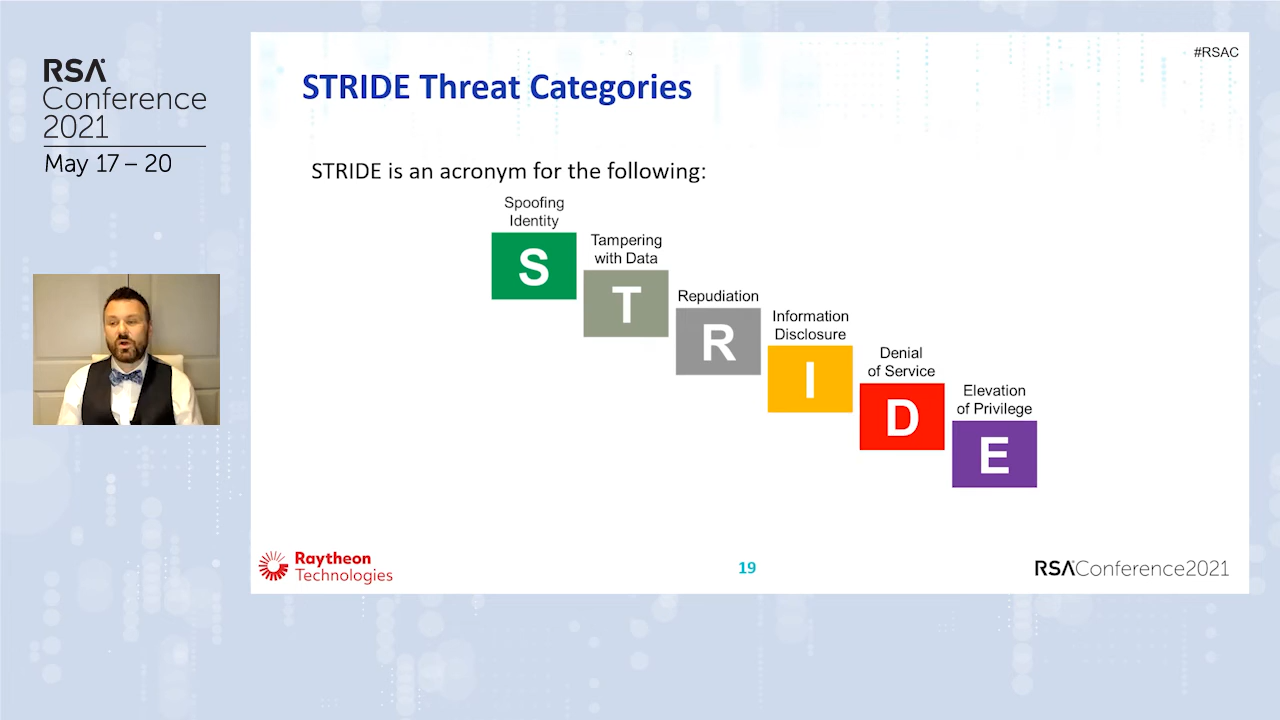 RSA
Conference
2021
May 17 – 20
#RSAC
STRIDE Threat Categories
STRIDE is an acronym for the following:
Spoofing
Identity
S
Tampering
with Data
T
Repudiation
R
Information
Disclosure
I
Denial
of Service
D
Elevation
of Privilege
E
Raytheon
Technologies
19
RSAConference2021